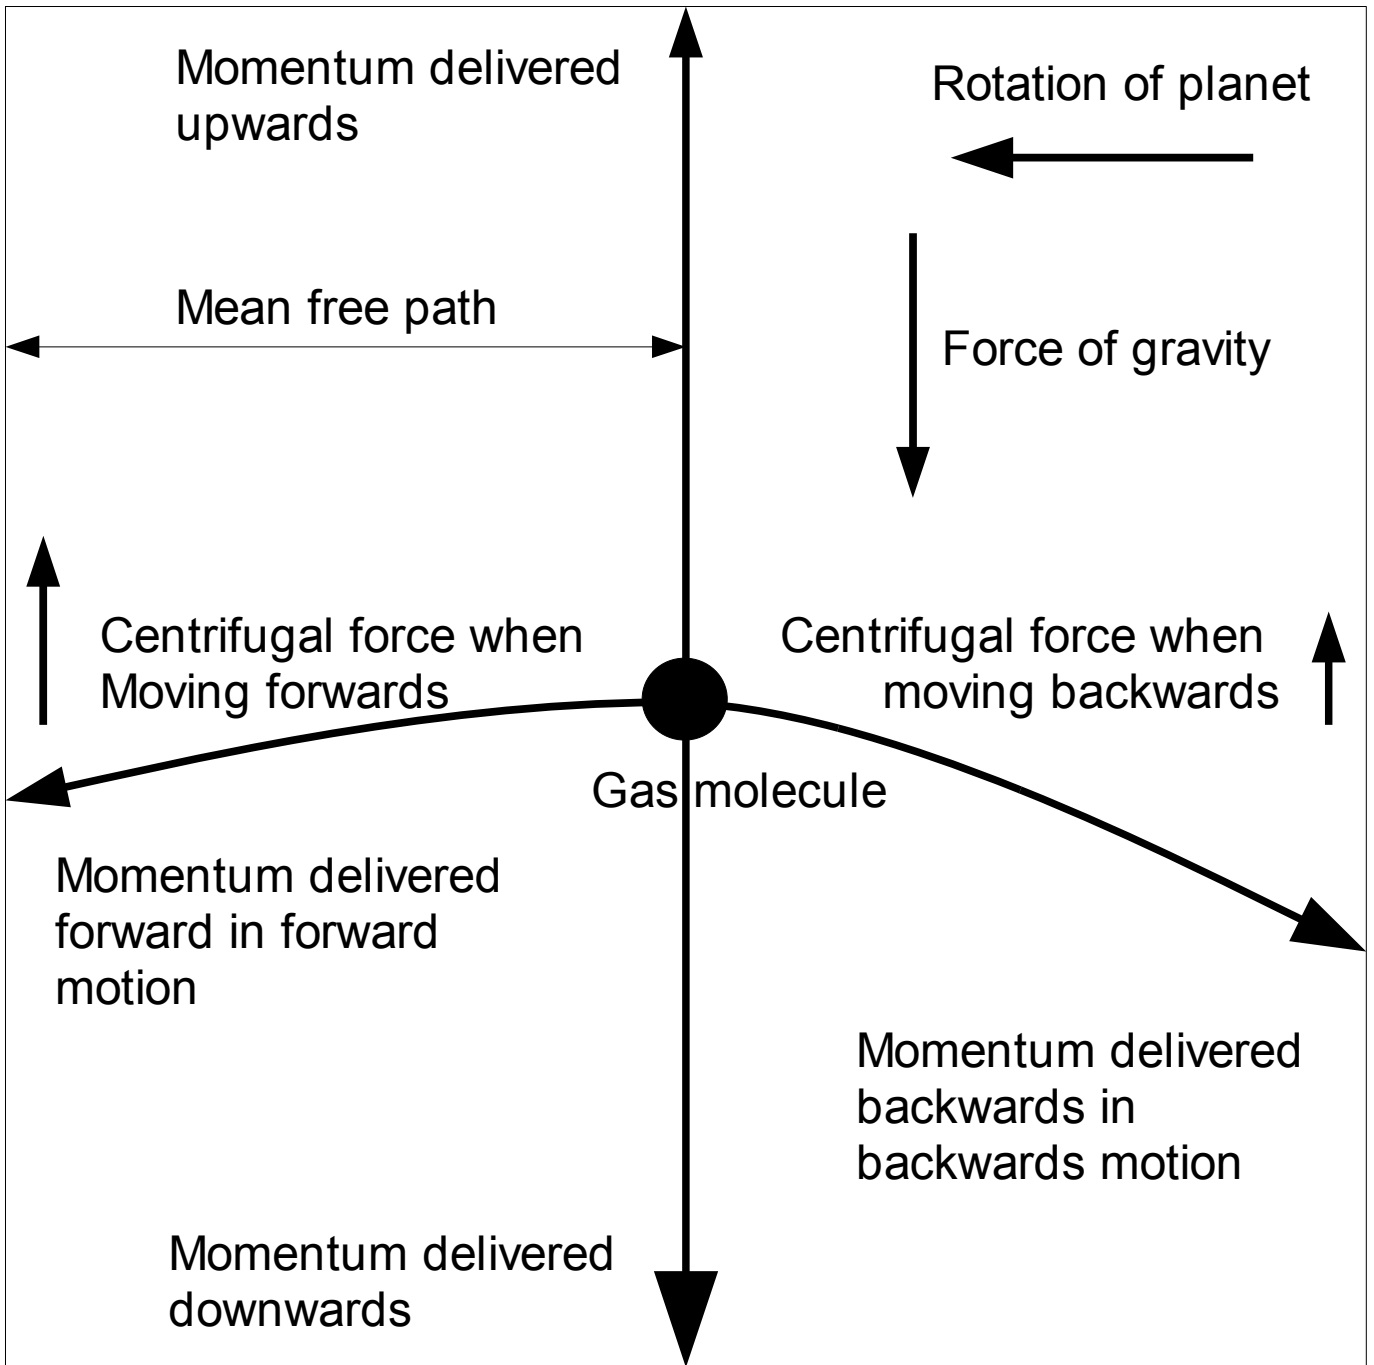 Momentum delivered
upwards
Rotation of planet
Mean free path
Force of gravity
Centrifugal force when
Moving forwards
Centrifugal force when
moving backwards
Gas molecule
Momentum delivered
forward in forward
motion
Momentum delivered
backwards in
backwards motion
Momentum delivered
downwards